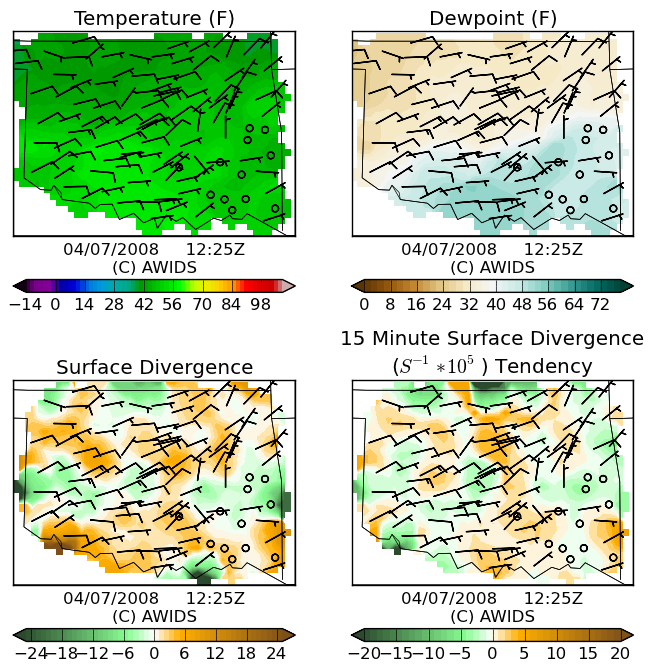 Temperature (F)
Dewpoint (F)
04/07/2008 12:25Z
(C) AWIDS
04/07/2008 12:25Z
(C) AWIDS
−14 0 14 28 42 56 70 84 98
0 8 16 24 32 40 48 56 64 72
Surface Divergence
15 Minute Surface Divergence
(S⁻¹ *10⁵ ) Tendency
04/07/2008 12:25Z
(C) AWIDS
04/07/2008 12:25Z
(C) AWIDS
−24 −18 −12 −6 0 6 12 18 24
−20 −15 −10 −5 0 5 10 15 20